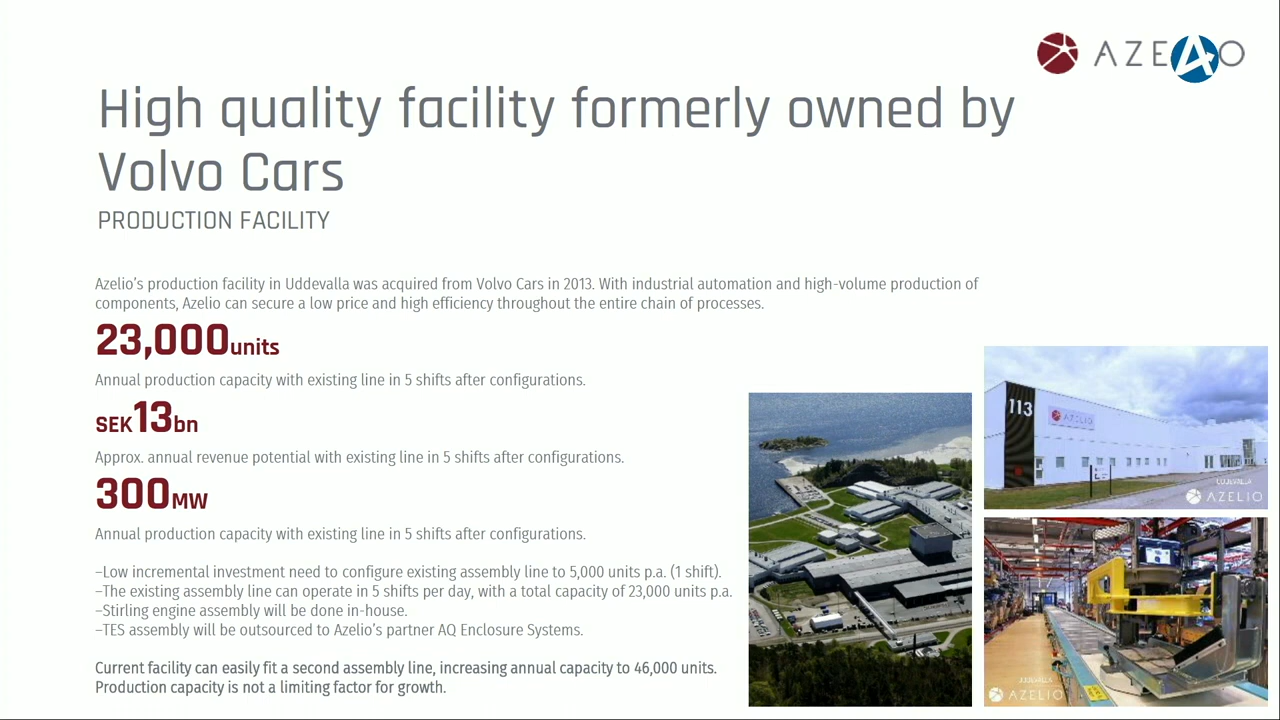 AZE O
High quality facility formerly owned by
Volvo Cars
PRODUCTION FACILITY
Azelio’s production facility in Uddevalla was acquired from Volvo Cars in 2013. With industrial automation and high-volume production of
components, Azelio can secure a low price and high efficiency throughout the entire chain of processes.
23,000units
Annual production capacity with existing line in 5 shifts after configurations.
SEK13bn
Approx. annual revenue potential with existing line in 5 shifts after configurations.
300MW
Annual production capacity with existing line in 5 shifts after configurations.
–Low incremental investment need to configure existing assembly line to 5,000 units p.a. (1 shift).
–The existing assembly line can operate in 5 shifts per day, with a total capacity of 23,000 units p.a.
–Stirling engine assembly will be done in-house.
–TES assembly will be outsourced to Azelio’s partner AQ Enclosure Systems.
Current facility can easily fit a second assembly line, increasing annual capacity to 46,000 units.
Production capacity is not a limiting factor for growth.
113
AZELIO
UDDEVALLA
AZELIO
UDDEVALLA
AZELIO